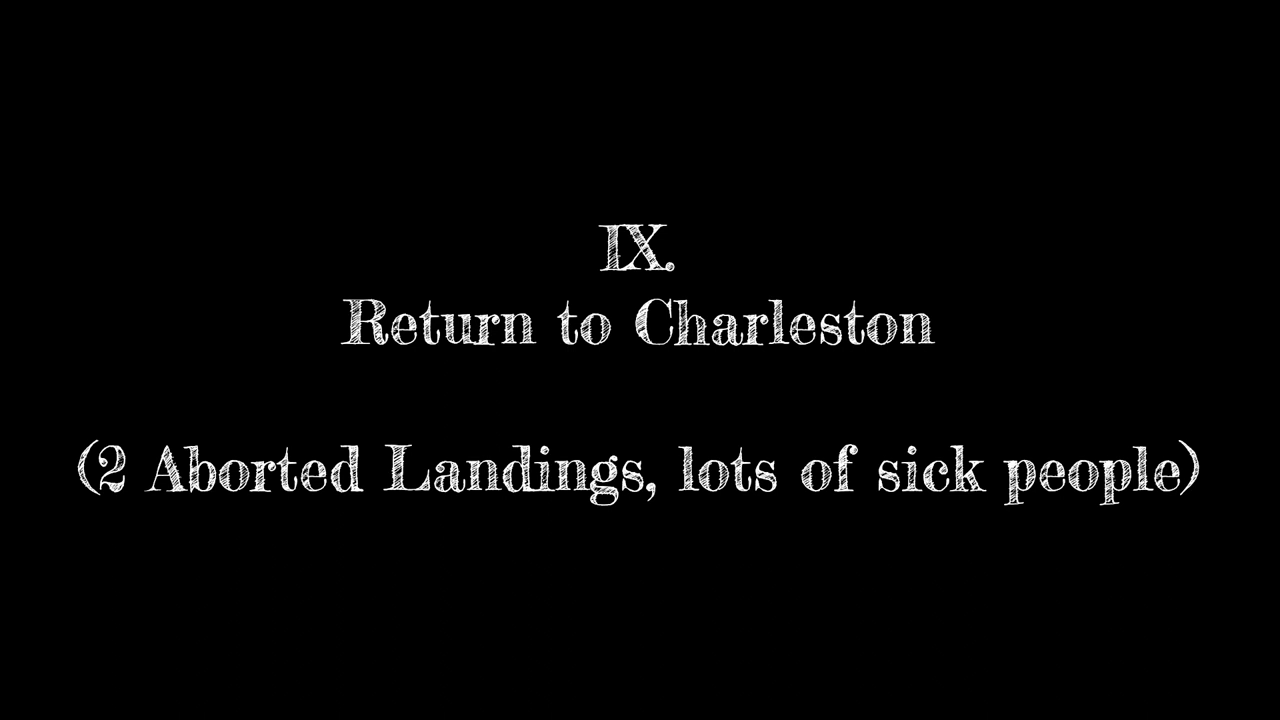 IX.
Return to Charleston
(2 Aborted Landings, lots of sick people)